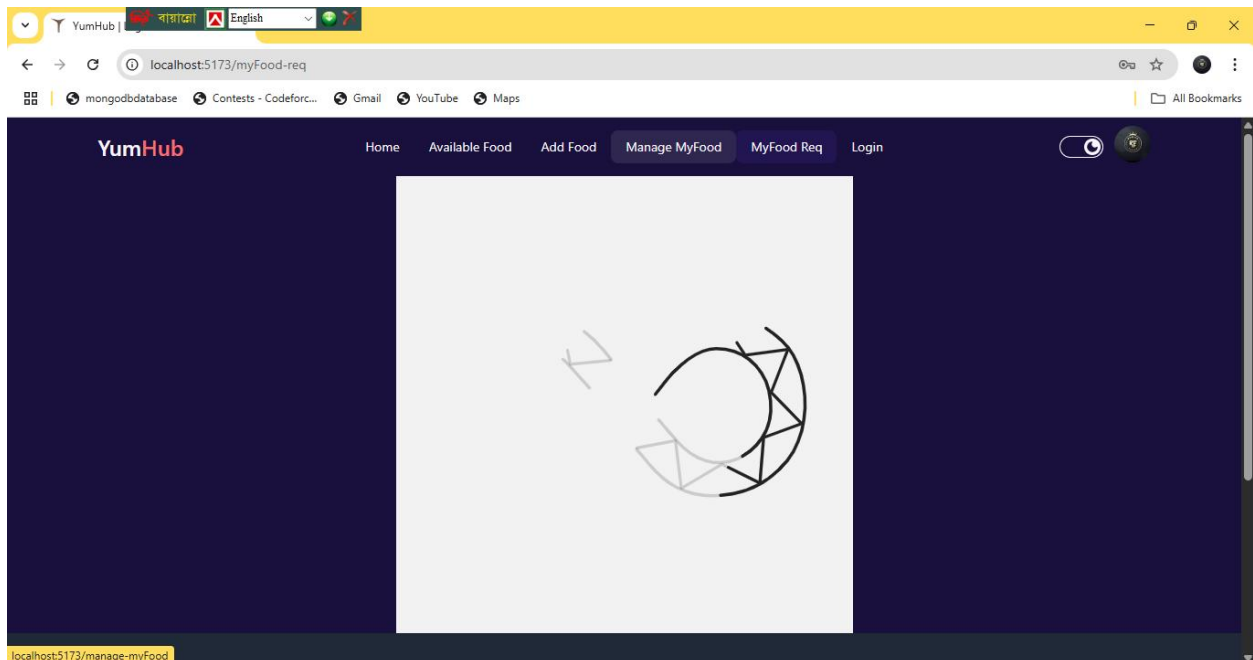 YumHub |
বায়ান্নো English
localhost:5173/myFood-req
mongodbdatabase Contests - Codeforc... Gmail YouTube Maps All Bookmarks
YumHub Home Available Food Add Food Manage MyFood MyFood Req Login
localhost:5173/manage-myFood